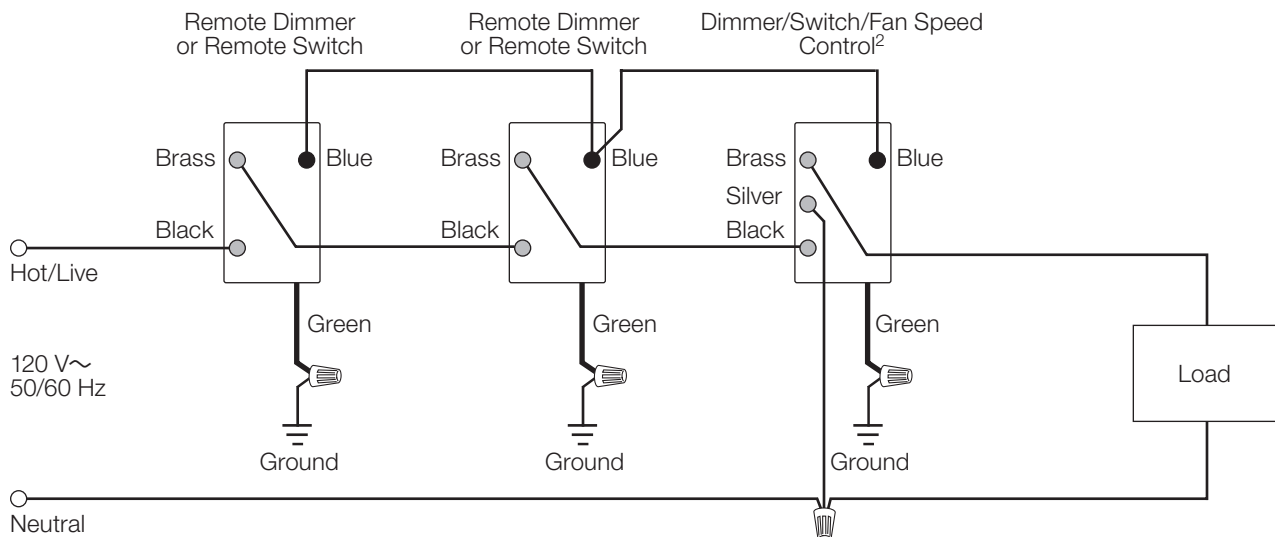 Remote Dimmer
or Remote Switch
Remote Dimmer
or Remote Switch
Dimmer/Switch/Fan Speed
Control²
Brass
Blue
Brass
Blue
Brass
Blue
Silver
Black
Black
Black
Hot/Live
Green
Green
Green
120 V~
50/60 Hz
Load
Ground
Ground
Ground
Neutral